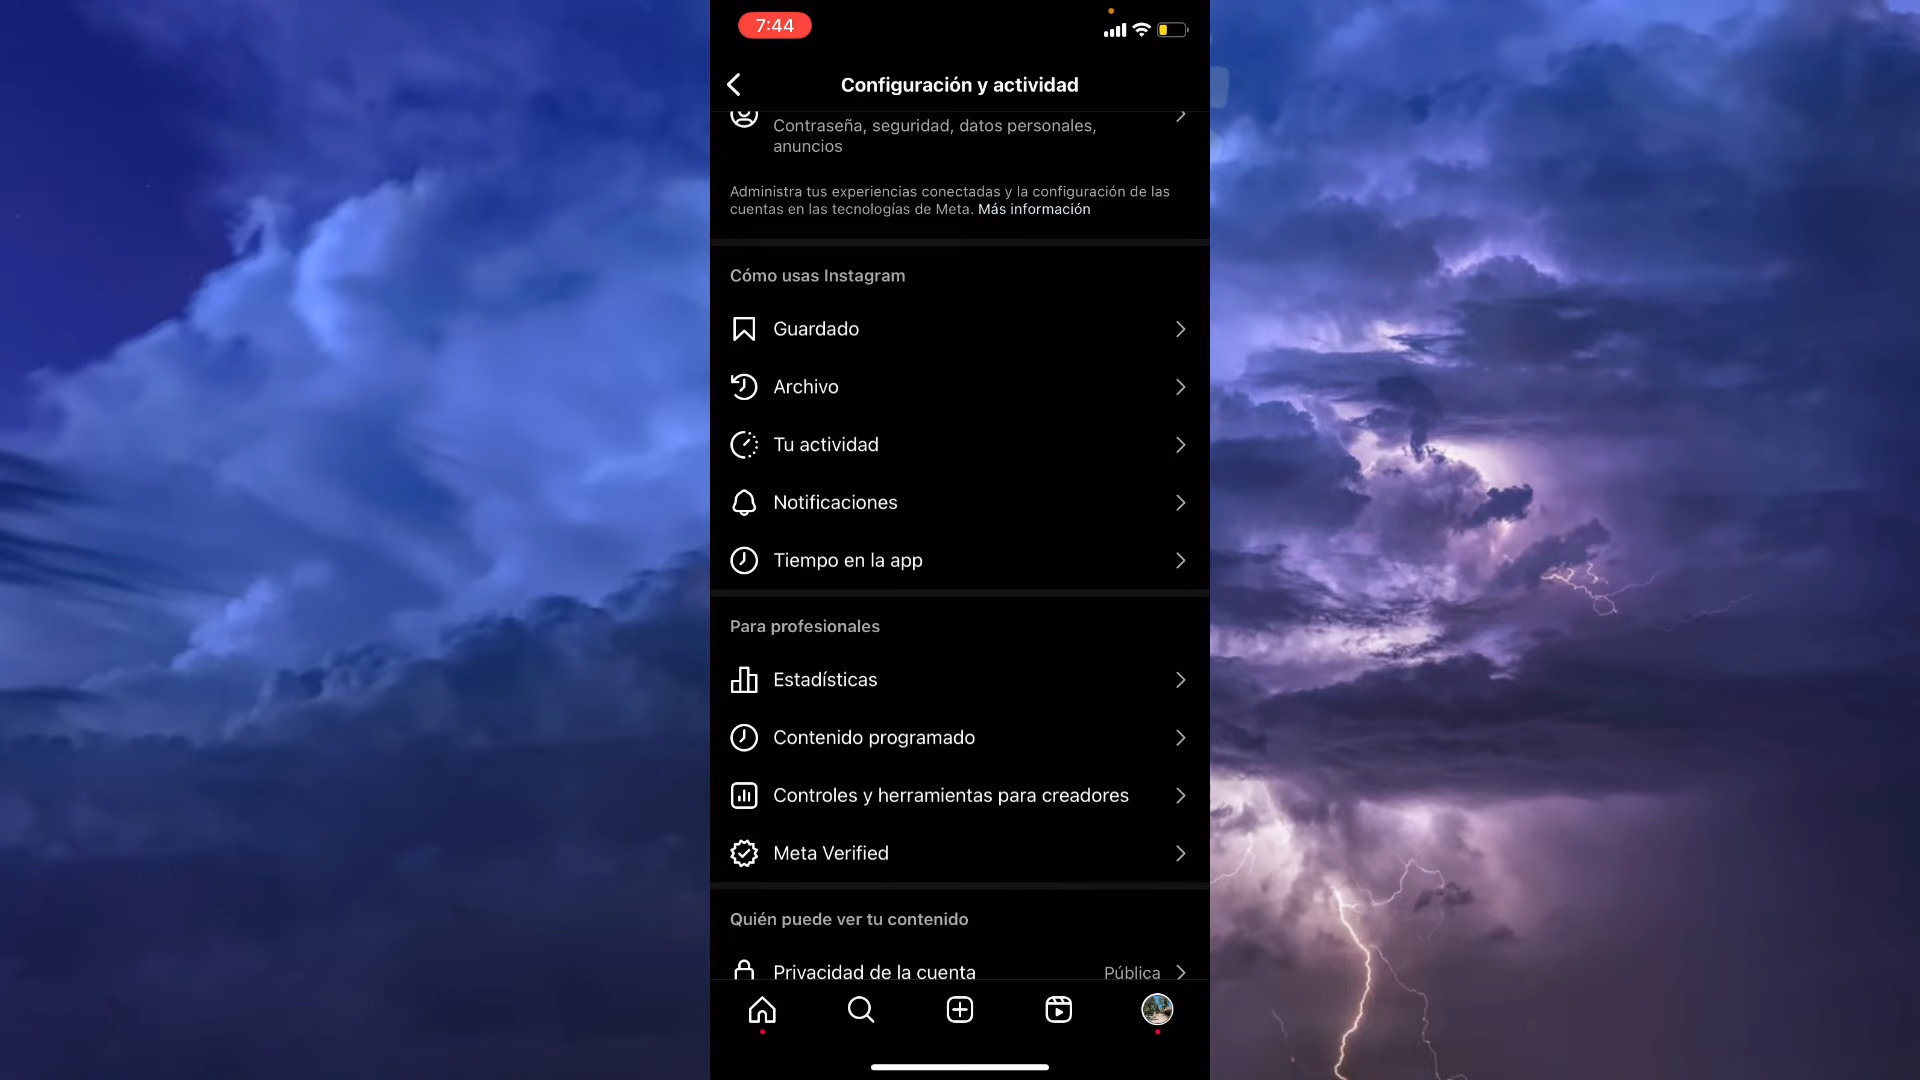 7:44
Configuración y actividad
Contraseña, seguridad, datos personales,
anuncios
Administra tus experiencias conectadas y la configuración de las
cuentas en las tecnologías de Meta. Más información
Cómo usas Instagram
Guardado
Archivo
Tu actividad
Notificaciones
Tiempo en la app
Para profesionales
Estadísticas
Contenido programado
Controles y herramientas para creadores
Meta Verified
Quién puede ver tu contenido
Privacidad de la cuenta Pública